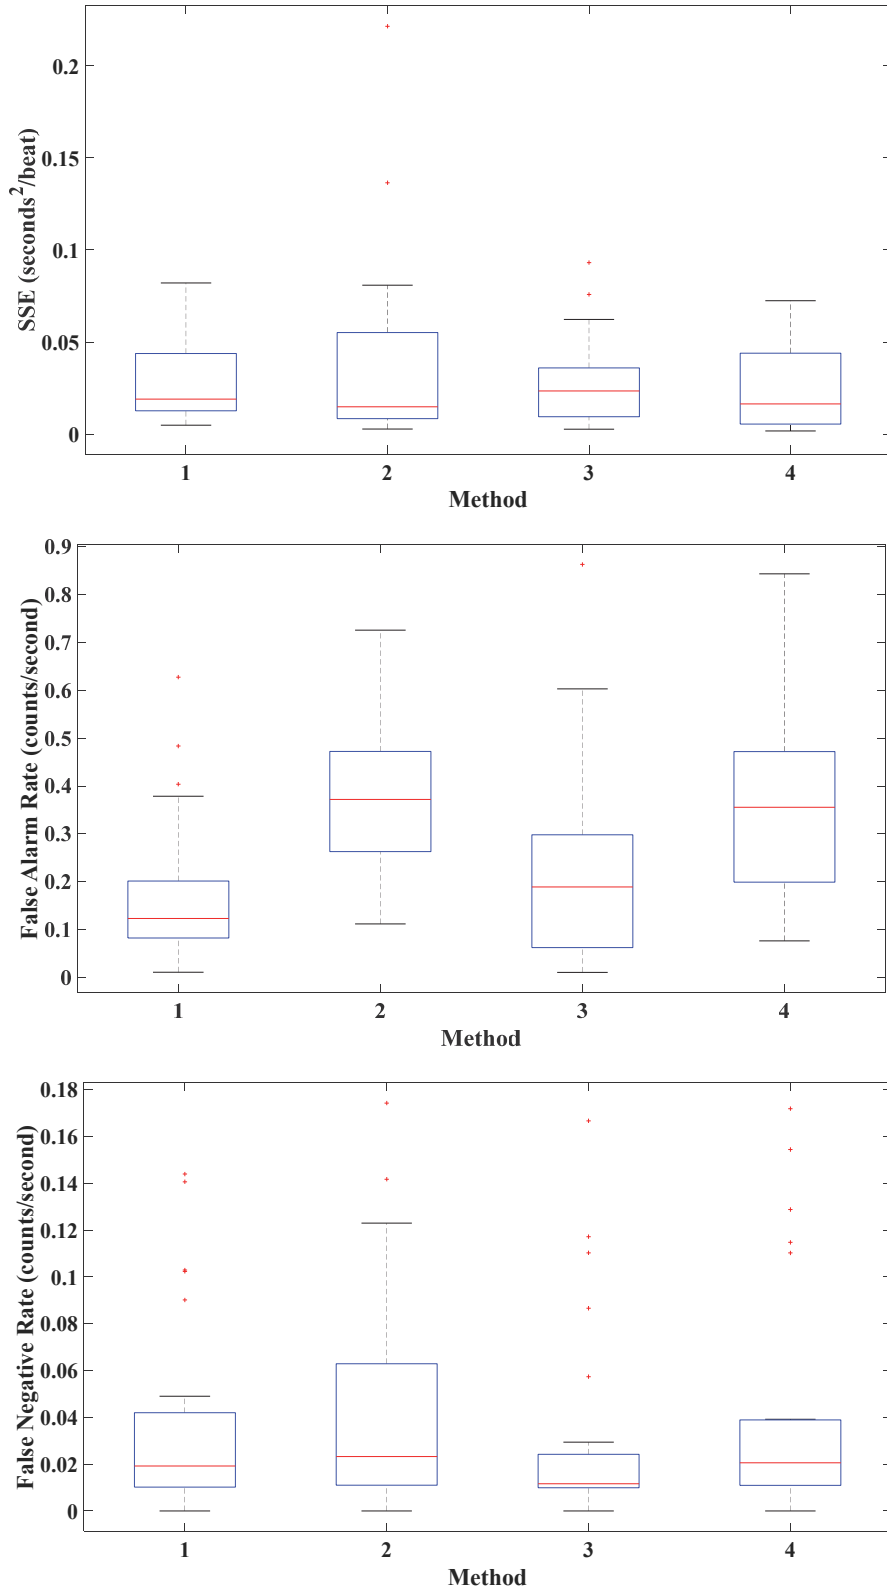 SSE (seconds²/beat)
0.2
0.15
0.1
0.05
0
1 2 3 4
Method
False Alarm Rate (counts/second)
0.9
0.8
0.7
0.6
0.5
0.4
0.3
0.2
0.1
0
1 2 3 4
Method
False Negative Rate (counts/second)
0.18
0.16
0.14
0.12
0.1
0.08
0.06
0.04
0.02
0
1 2 3 4
Method